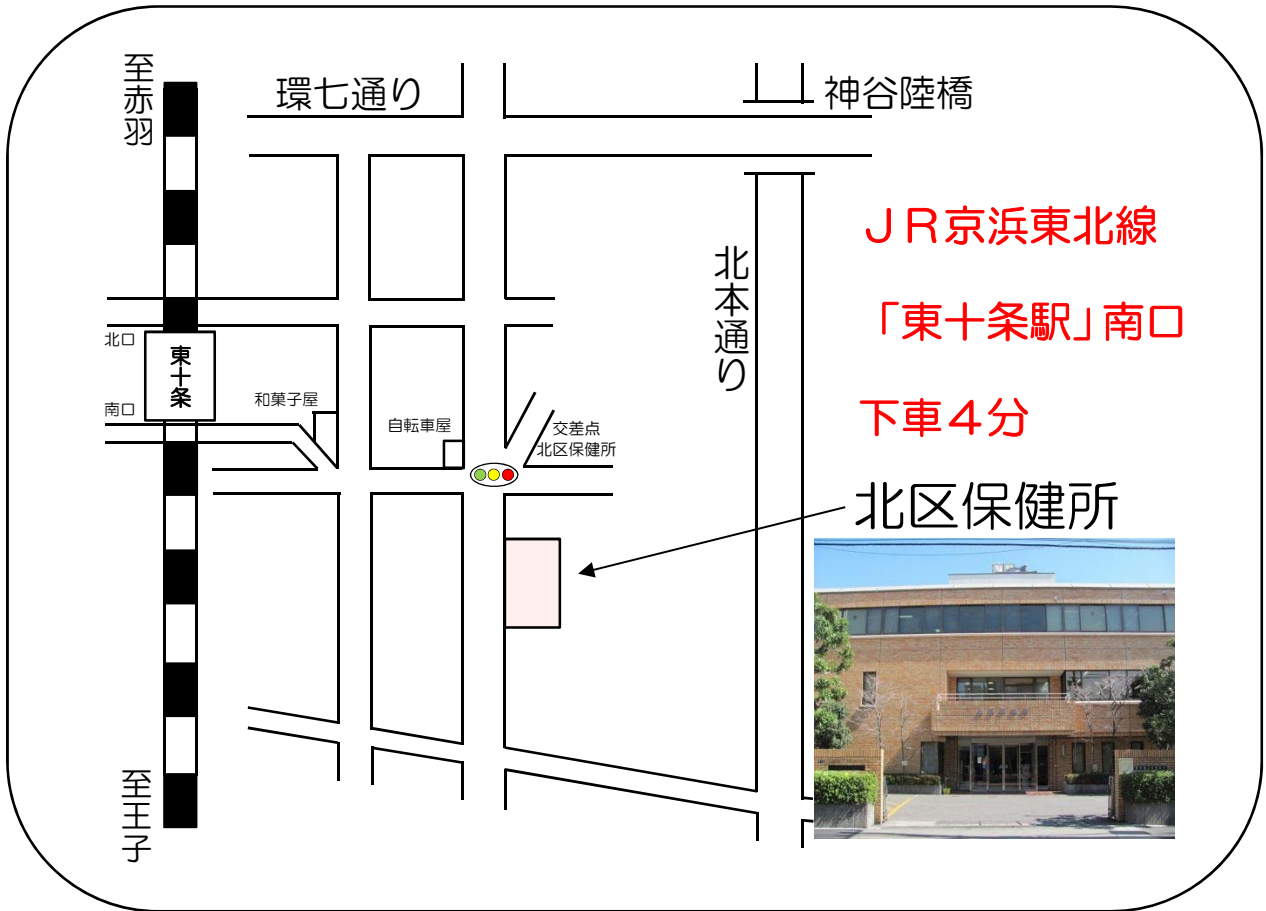 至赤羽
環七通り
神谷陸橋
JR京浜東北線
「東十条駅」南口
下車4分
北本通り
北口
東十条
南口
和菓子屋
自転車屋
交差点
北区保健所
北区保健所
至王子